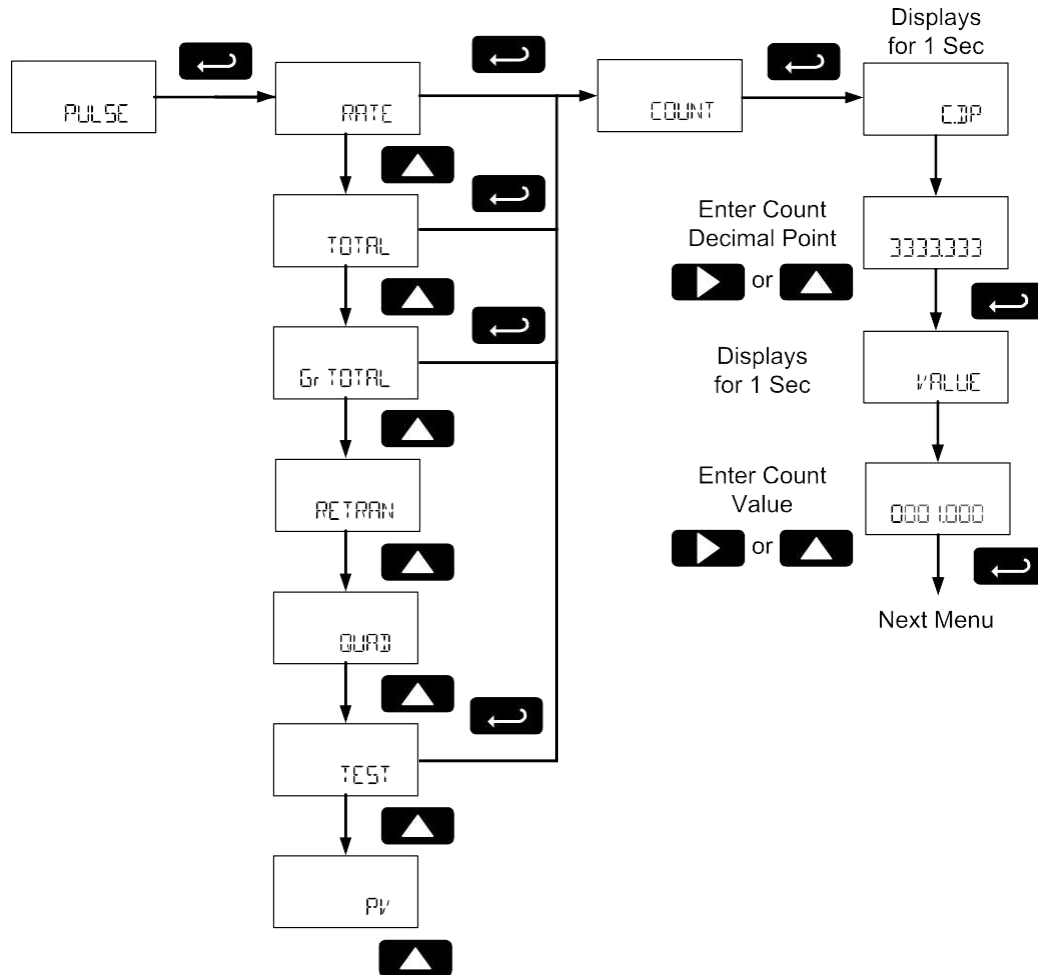 Displays
for 1 Sec
PULSE
RATE
COUNT
C.DP
TOTAL
Enter Count
Decimal Point
or
3333.333
Gr TOTAL
Displays
for 1 Sec
VALUE
RETRAN
Enter Count
Value
or
0001.000
QUAD
Next Menu
TEST
PV